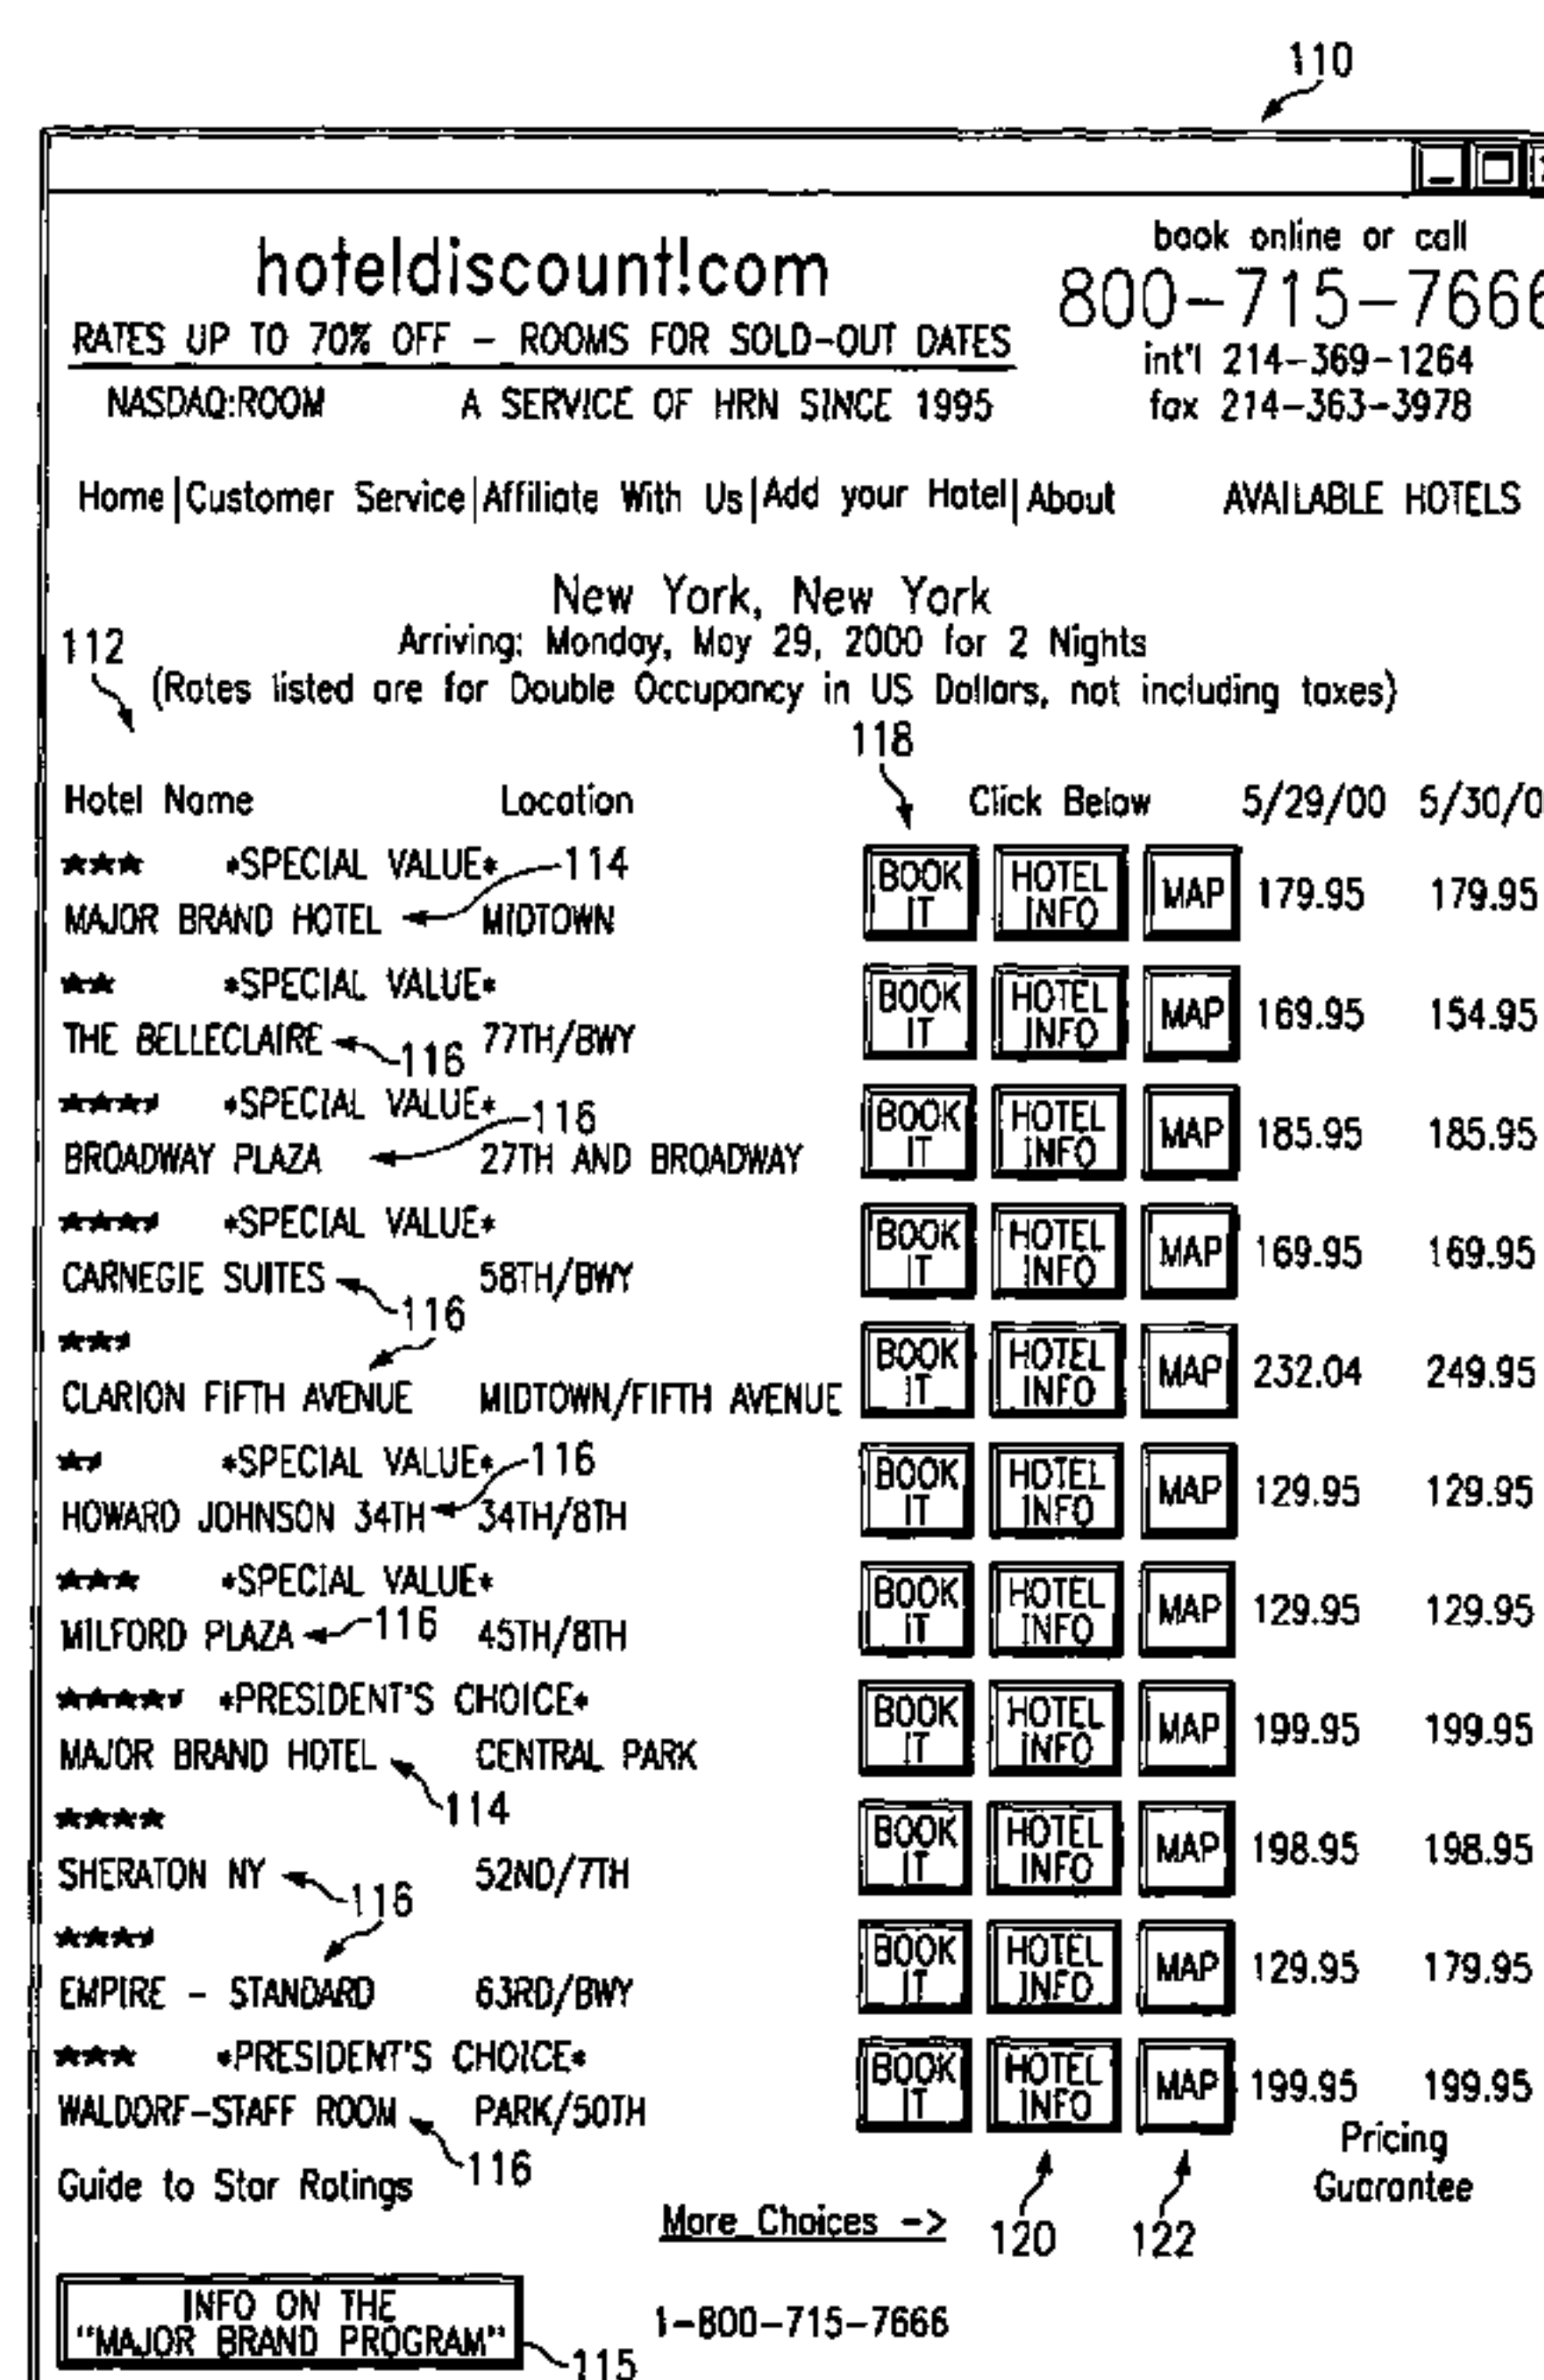 110
hoteldiscount!com
book online or call
800-715-7666
RATES UP TO 70% OFF - ROOMS FOR SOLD-OUT DATES
int'l 214-369-1264
NASDAQ:ROOM A SERVICE OF HRN SINCE 1995
fax 214-363-3978
Home|Customer Service|Affiliate With Us|Add your Hotel|About AVAILABLE HOTELS
New York, New York
112
Arriving: Monday, May 29, 2000 for 2 Nights
(Rates listed are for Double Occupancy in US Dollars, not including taxes)
118
Hotel Name Location Click Below 5/29/00 5/30/0
*SPECIAL VALUE* 114
MAJOR BRAND HOTEL MIDTOWN BOOK IT HOTEL INFO MAP 179.95 179.95
*SPECIAL VALUE*
THE BELLECLAIRE 116 77TH/BWY BOOK IT HOTEL INFO MAP 169.95 154.95
*SPECIAL VALUE* 116
BROADWAY PLAZA 27TH AND BROADWAY BOOK IT HOTEL INFO MAP 185.95 185.95
*SPECIAL VALUE*
CARNEGIE SUITES 58TH/BWY BOOK IT HOTEL INFO MAP 169.95 169.95
116
CLARION FIFTH AVENUE MIDTOWN/FIFTH AVENUE BOOK IT HOTEL INFO MAP 232.04 249.95
*SPECIAL VALUE* 116
HOWARD JOHNSON 34TH 34TH/8TH BOOK IT HOTEL INFO MAP 129.95 129.95
*SPECIAL VALUE*
MILFORD PLAZA 116 45TH/8TH BOOK IT HOTEL INFO MAP 129.95 129.95
*PRESIDENT'S CHOICE*
MAJOR BRAND HOTEL CENTRAL PARK BOOK IT HOTEL INFO MAP 199.95 199.95
114
SHERATON NY 52ND/7TH BOOK IT HOTEL INFO MAP 198.95 198.95
116
EMPIRE - STANDARD 63RD/BWY BOOK IT HOTEL INFO MAP 129.95 179.95
*PRESIDENT'S CHOICE*
WALDORF-STAFF ROOM PARK/50TH BOOK IT HOTEL INFO MAP 199.95 199.95
116
Pricing
Guarantee
Guide to Star Ratings
More Choices -> 120 122
INFO ON THE
"MAJOR BRAND PROGRAM"
115
1-800-715-7666